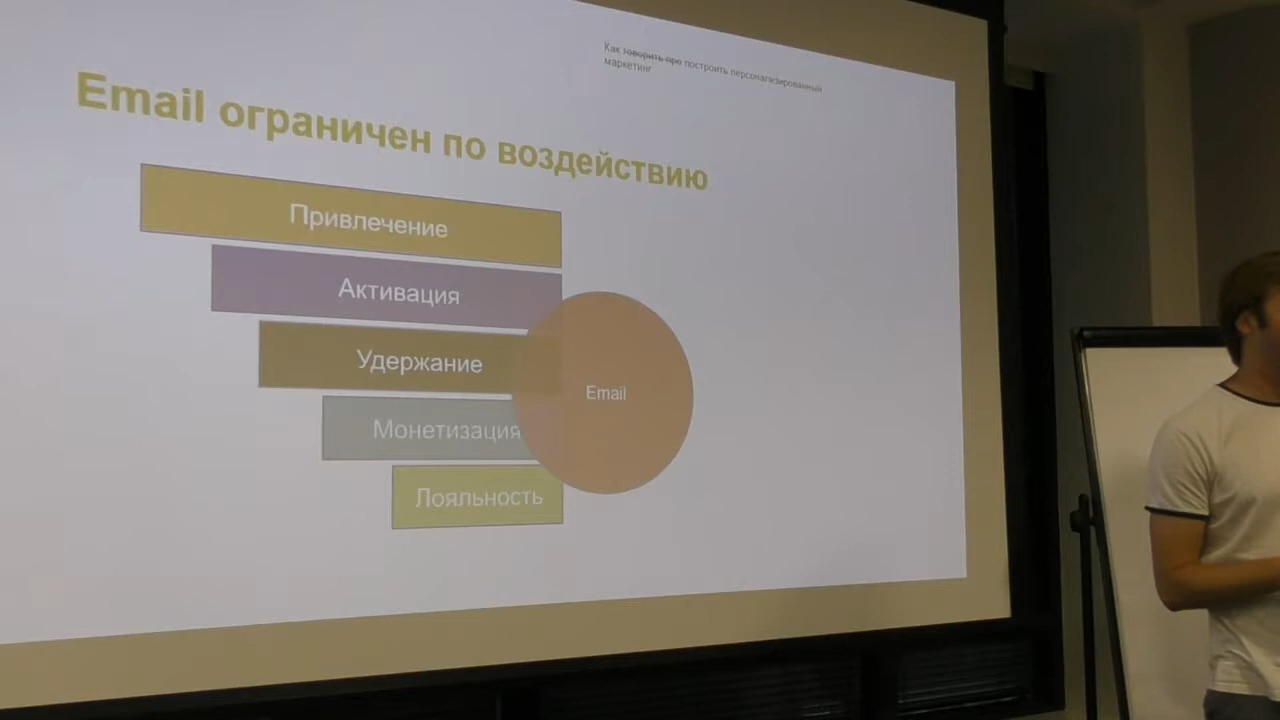 Как говорить про построить персонализированный
маркетинг
Email ограничен по воздействию
Привлечение
Активация
Удержание
Монетизация
Лояльность
Email